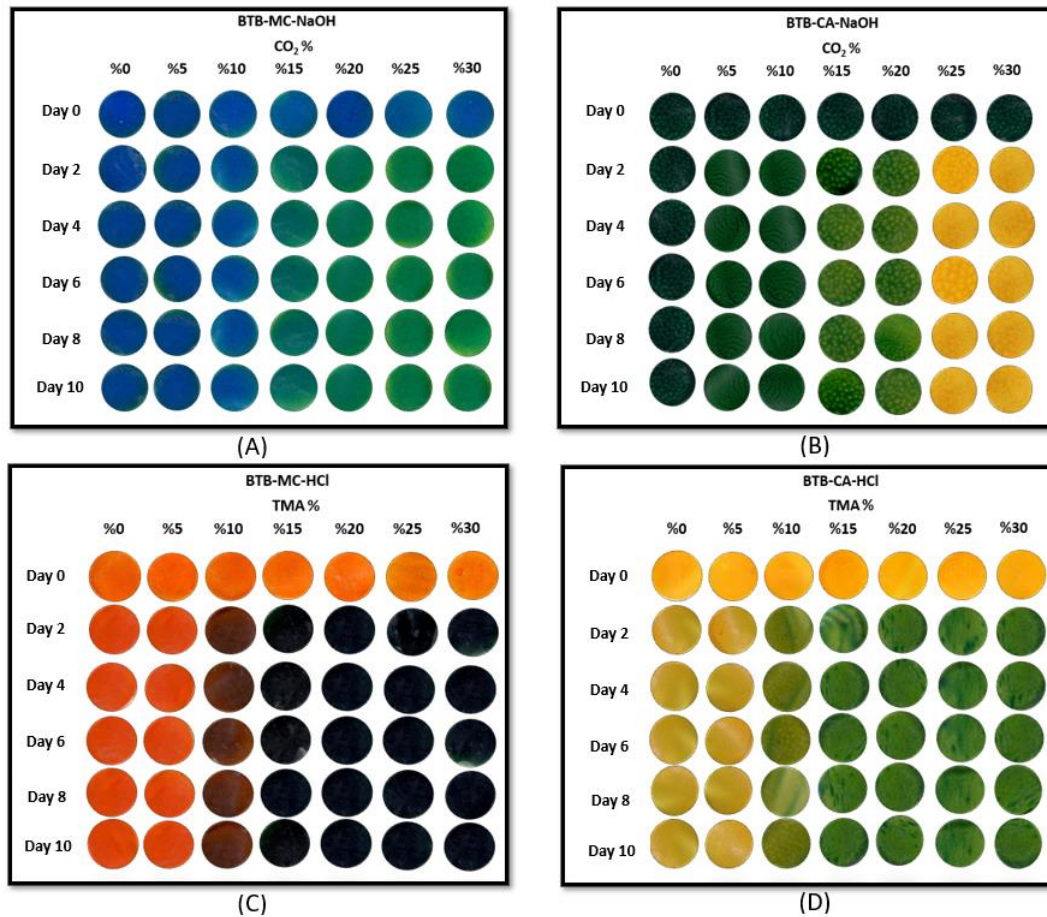 BTB-MC-NaOH
CO₂ %
%0 %5 %10 %15 %20 %25 %30
Day 0
Day 2
Day 4
Day 6
Day 8
Day 10
(A)
BTB-CA-NaOH
CO₂ %
%0 %5 %10 %15 %20 %25 %30
Day 0
Day 2
Day 4
Day 6
Day 8
Day 10
(B)
BTB-MC-HCl
TMA %
%0 %5 %10 %15 %20 %25 %30
Day 0
Day 2
Day 4
Day 6
Day 8
Day 10
(C)
BTB-CA-HCl
TMA %
%0 %5 %10 %15 %20 %25 %30
Day 0
Day 2
Day 4
Day 6
Day 8
Day 10
(D)